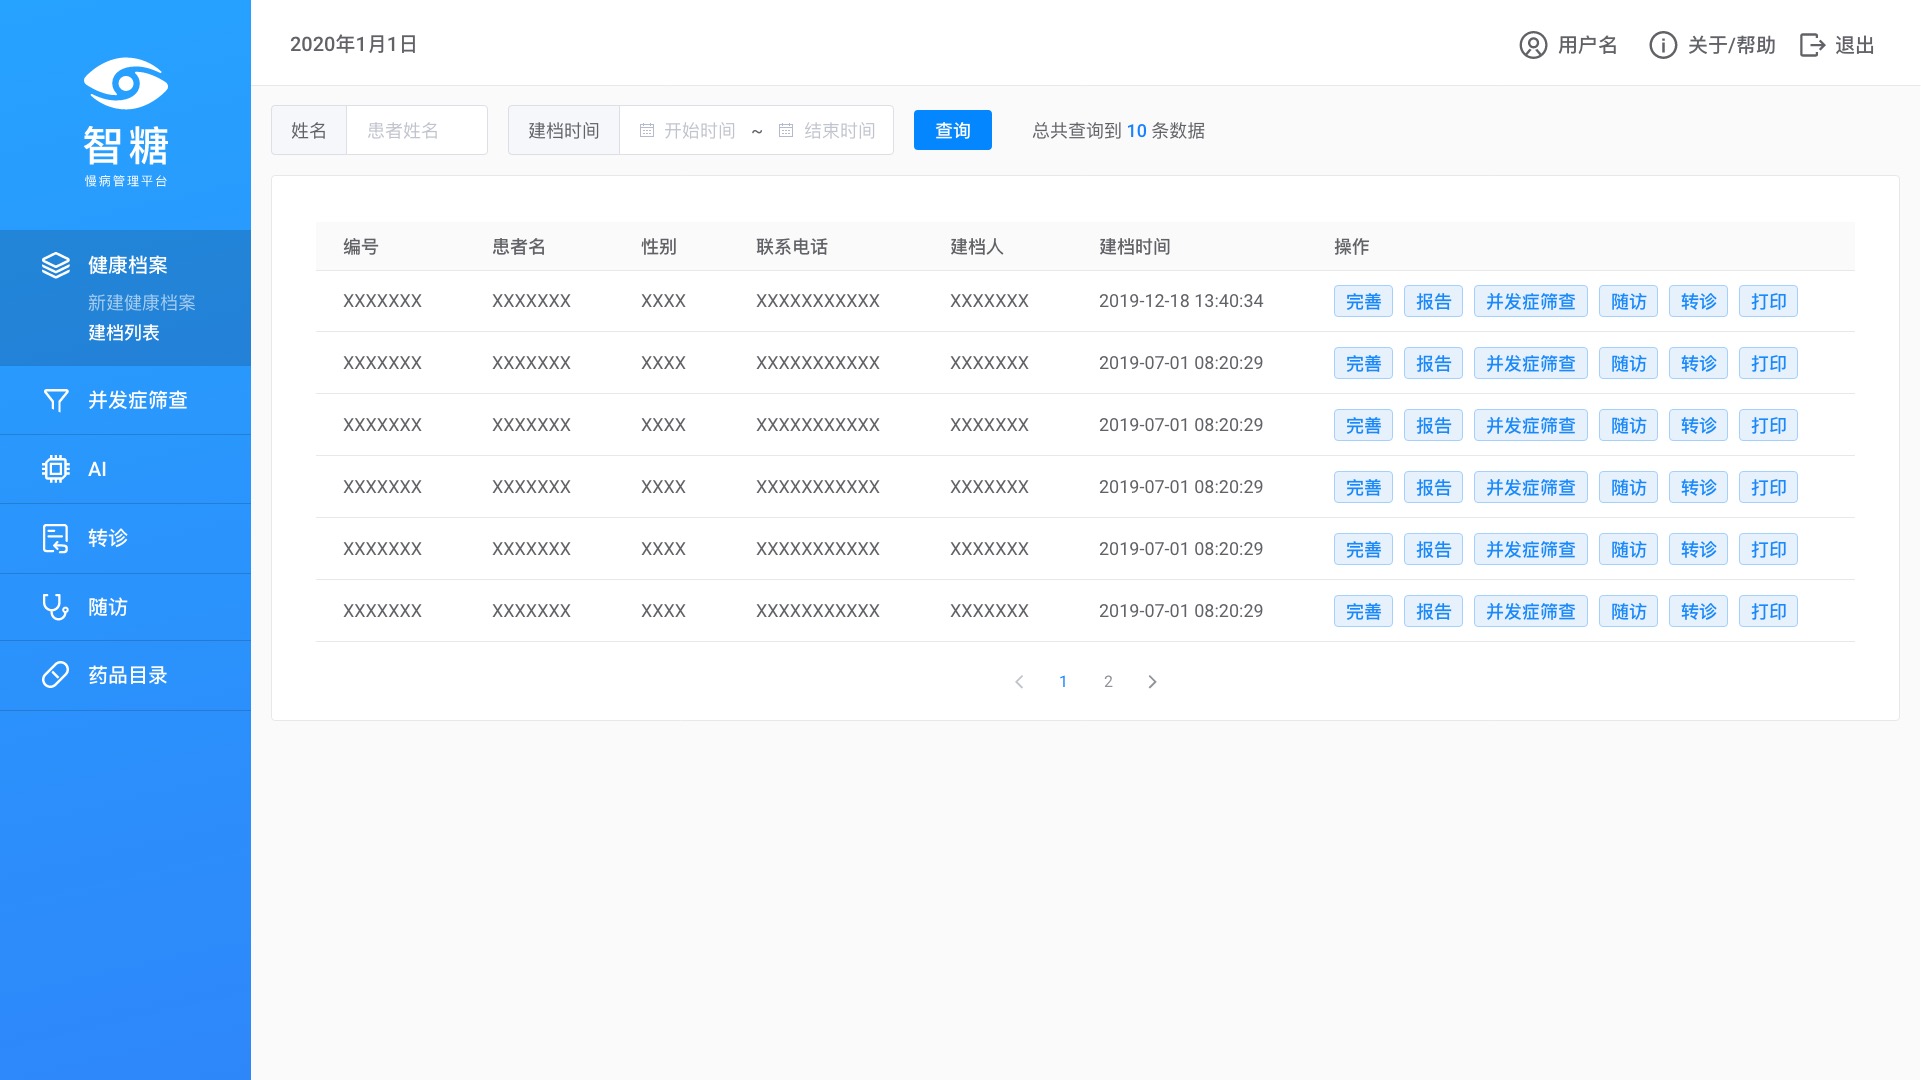 智糖
慢病管理平台
健康档案
新建健康档案
建档列表
并发症筛查
AI
转诊
随访
药品目录
2020年1月1日 用户名 关于/帮助 退出
姓名 患者姓名 建档时间 开始时间 ~ 结束时间 查询 总共查询到 10 条数据
编号 患者名 性别 联系电话 建档人 建档时间 操作
XXXXXXX XXXXXXX XXXX XXXXXXXXXXX XXXXXXX 2019-12-18 13:40:34 完善 报告 并发症筛查 随访 转诊 打印
XXXXXXX XXXXXXX XXXX XXXXXXXXXXX XXXXXXX 2019-07-01 08:20:29 完善 报告 并发症筛查 随访 转诊 打印
XXXXXXX XXXXXXX XXXX XXXXXXXXXXX XXXXXXX 2019-07-01 08:20:29 完善 报告 并发症筛查 随访 转诊 打印
XXXXXXX XXXXXXX XXXX XXXXXXXXXXX XXXXXXX 2019-07-01 08:20:29 完善 报告 并发症筛查 随访 转诊 打印
XXXXXXX XXXXXXX XXXX XXXXXXXXXXX XXXXXXX 2019-07-01 08:20:29 完善 报告 并发症筛查 随访 转诊 打印
XXXXXXX XXXXXXX XXXX XXXXXXXXXXX XXXXXXX 2019-07-01 08:20:29 完善 报告 并发症筛查 随访 转诊 打印
1 2